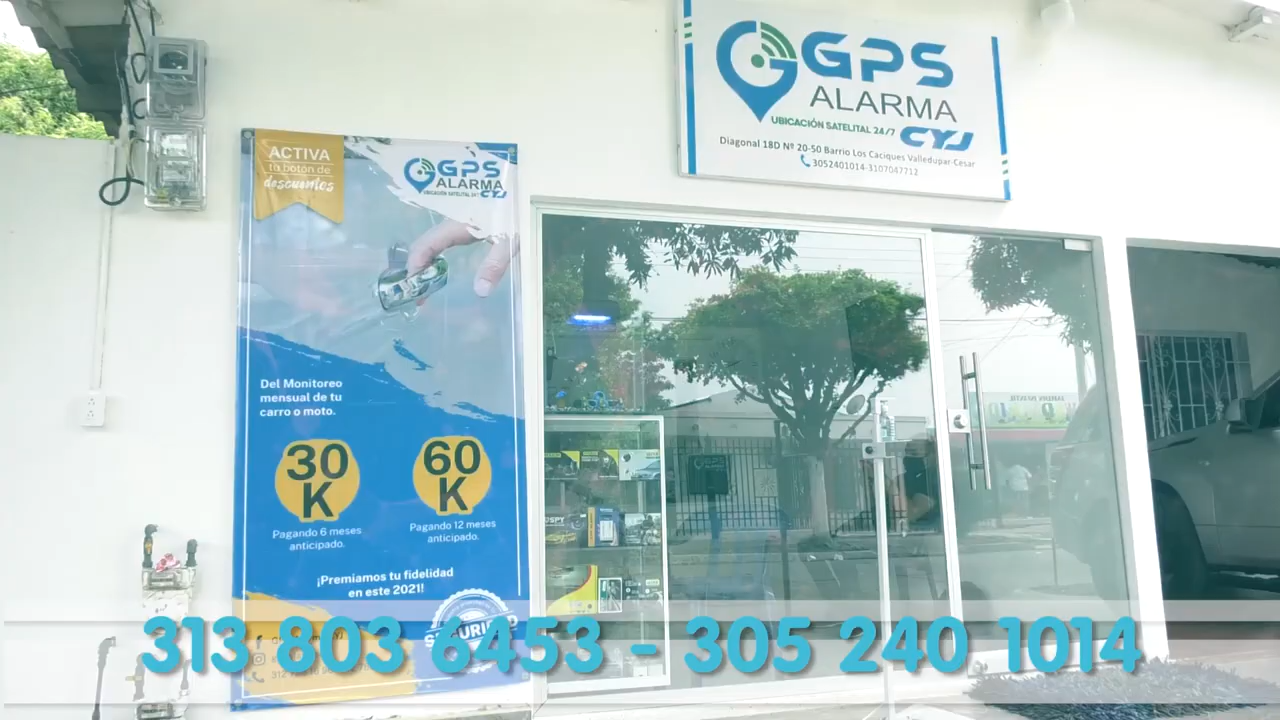 GPS
ALARMA
UBICACIÓN SATELITAL 24/7
CYJ
Diagonal 18D Nº 20-50 Barrio Los Caciques Valledupar-Cesar
3052401014-3107047712
ACTIVA
tu botón de
descuentos
GPS
ALARMA
UBICACIÓN SATELITAL 24/7
CYJ
Del Monitoreo
mensual de tu
carro o moto.
30
K
Pagando 6 meses
anticipado.
60
K
Pagando 12 meses
anticipado.
¡Premiamos tu fidelidad
en este 2021!
SEGURIDAD
313 803 6453 - 305 240 1014